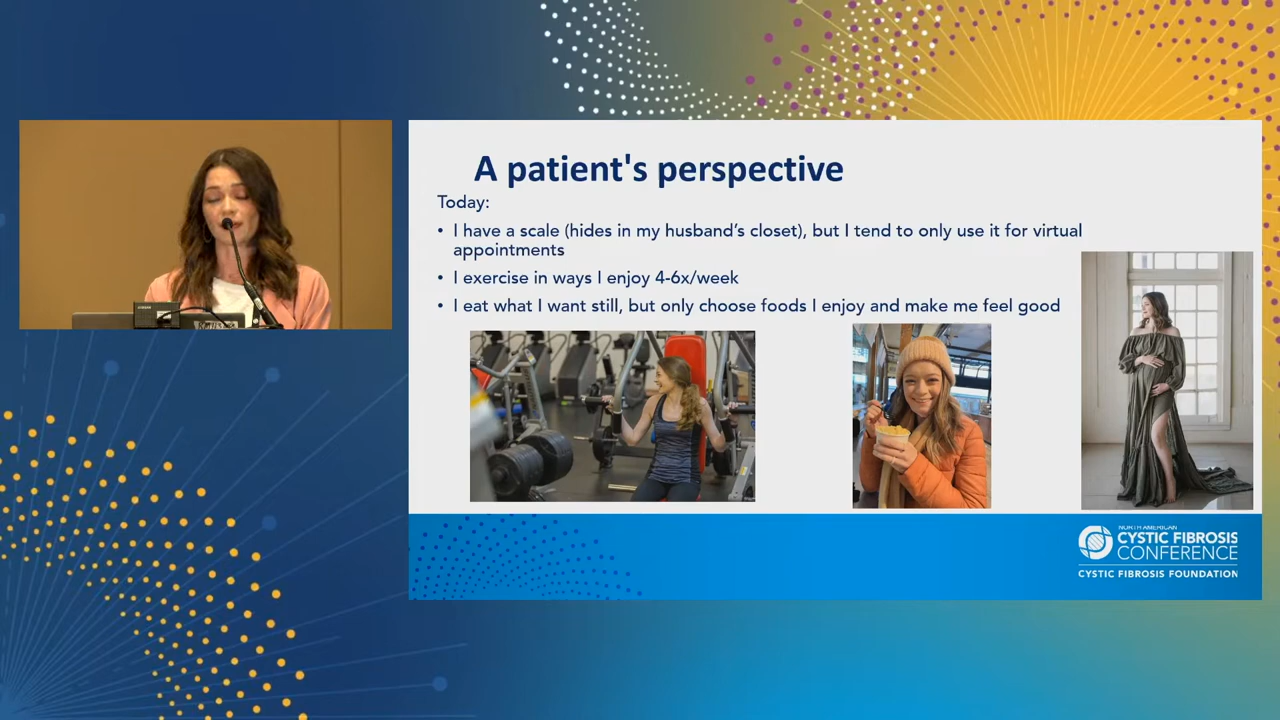 A patient's perspective
Today:
• I have a scale (hides in my husband's closet), but I tend to only use it for virtual
appointments
• I exercise in ways I enjoy 4-6x/week
• I eat what I want still, but only choose foods I enjoy and make me feel good
NORTH AMERICAN
CYSTIC FIBROSIS
CONFERENCE
CYSTIC FIBROSIS FOUNDATION